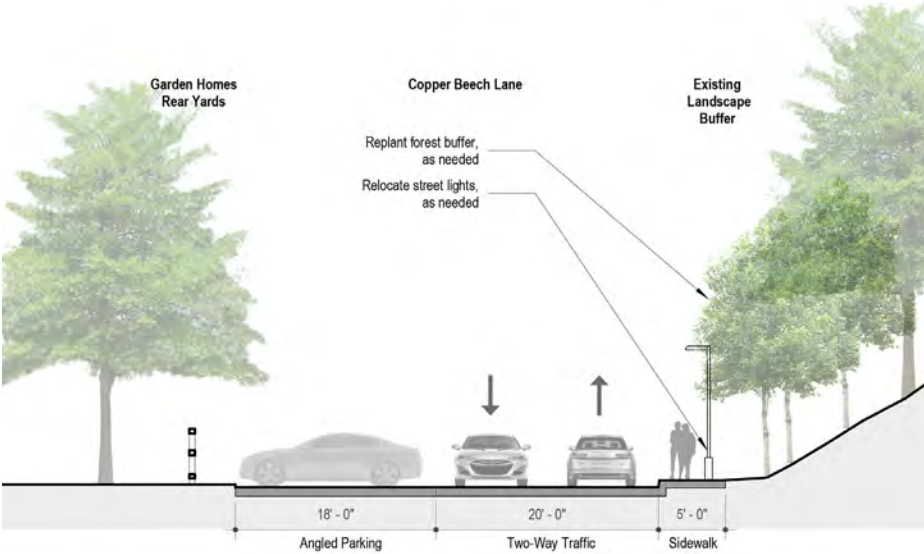 Garden Homes
Rear Yards
Copper Beech Lane
Existing
Landscape
Buffer
Replant forest buffer,
as needed
Relocate street lights,
as needed
18' - 0"
20' - 0"
5' - 0"
Angled Parking
Two-Way Traffic
Sidewalk